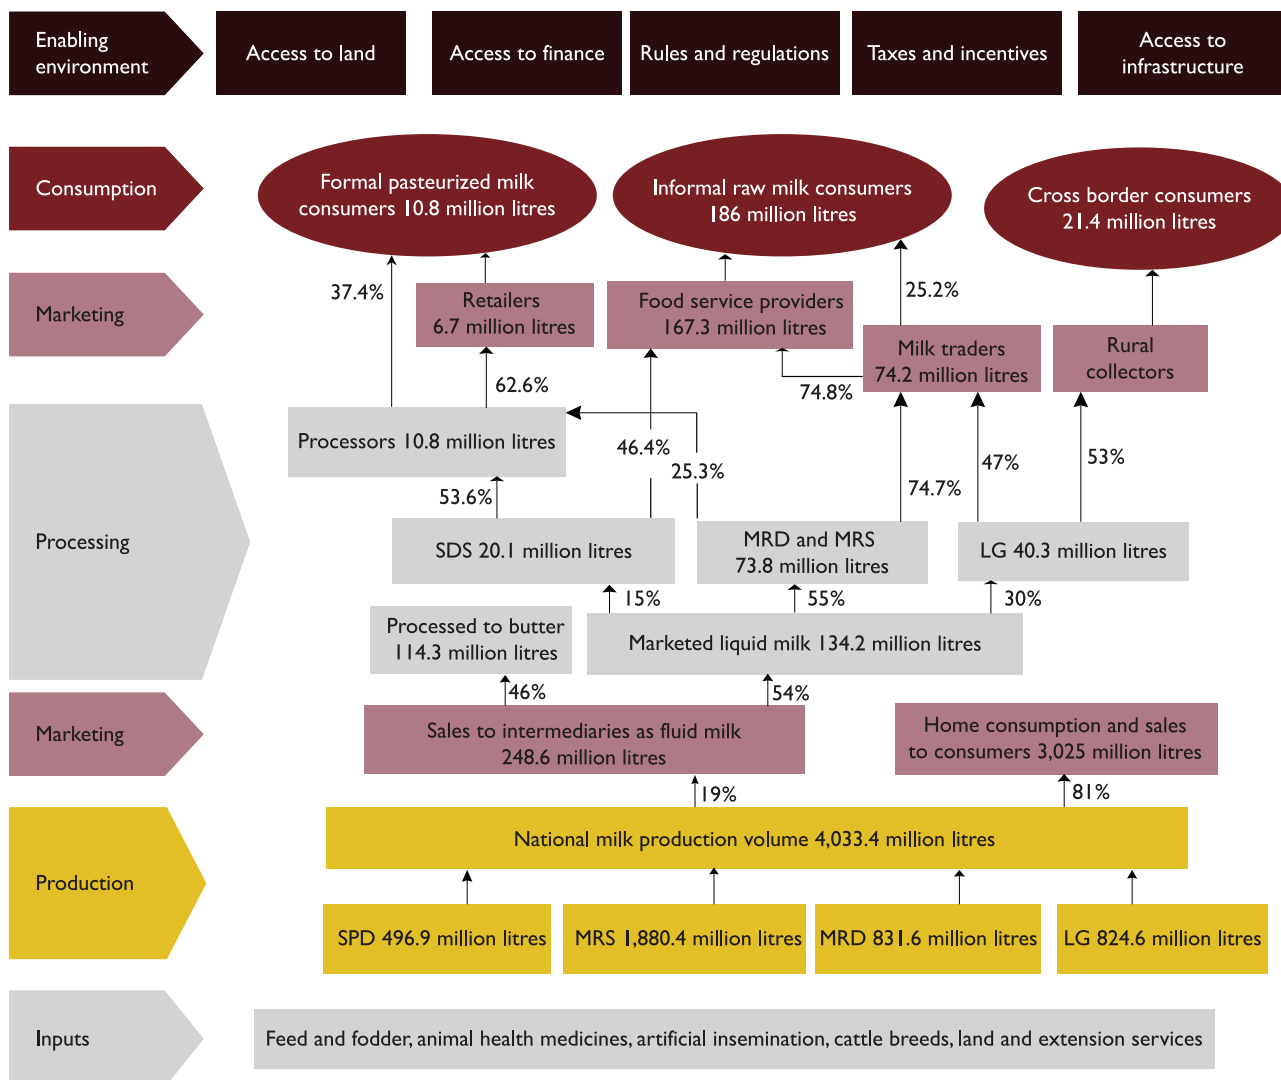 Enabling
environment
Access to land
Access to finance
Rules and regulations
Taxes and incentives
Access to
infrastructure
Consumption
Formal pasteurized milk
consumers 10.8 million litres
Informal raw milk consumers
186 million litres
Cross border consumers
21.4 million litres
37.4%
25.2%
Marketing
Retailers
6.7 million litres
Food service providers
167.3 million litres
Milk traders
74.2 million litres
Rural
collectors
62.6%
74.8%
Processing
Processors 10.8 million litres
46.4%
25.3%
47%
53%
53.6%
74.7%
SDS 20.1 million litres
MRD and MRS
73.8 million litres
LG 40.3 million litres
15%
55%
30%
Processed to butter
114.3 million litres
Marketed liquid milk 134.2 million litres
46%
54%
Marketing
Sales to intermediaries as fluid milk
248.6 million litres
Home consumption and sales
to consumers 3,025 million litres
19%
81%
Production
National milk production volume 4,033.4 million litres
SPD 496.9 million litres
MRS 1,880.4 million litres
MRD 831.6 million litres
LG 824.6 million litres
Inputs
Feed and fodder, animal health medicines, artificial insemination, cattle breeds, land and extension services